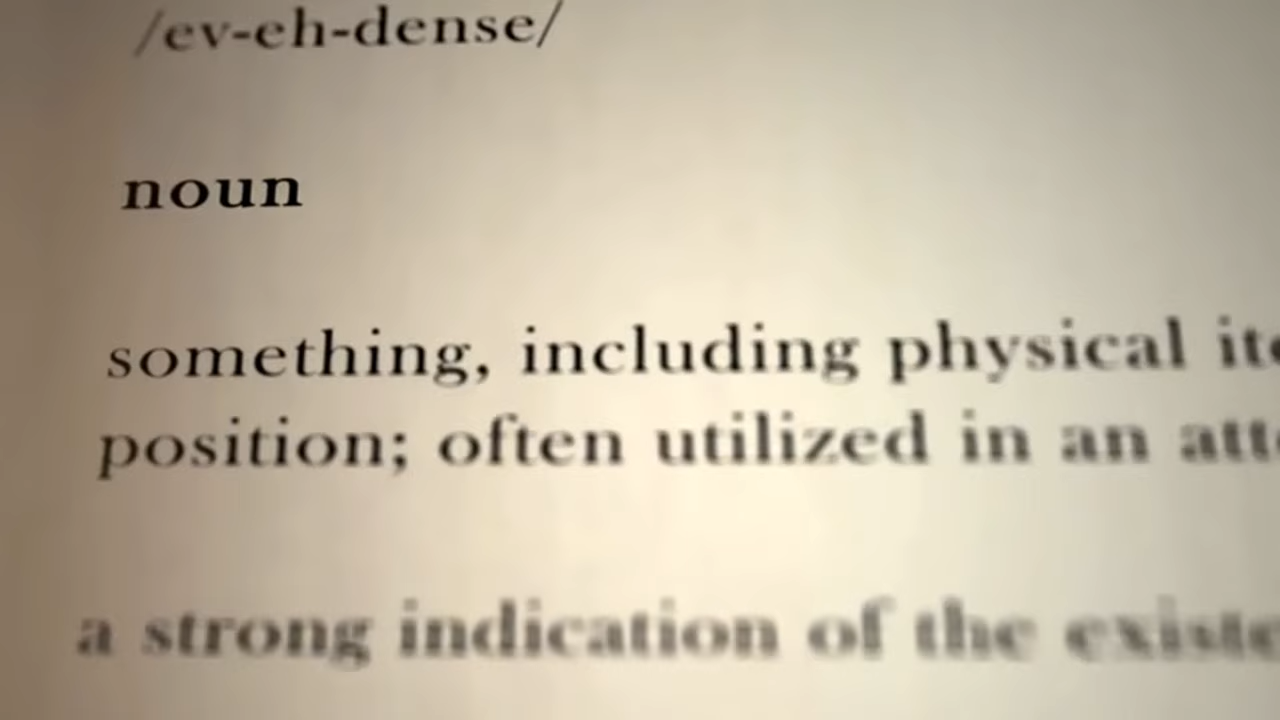 /ev-eh-dense/
noun
something, including physical
position; often utilized in an
a strong indication of the